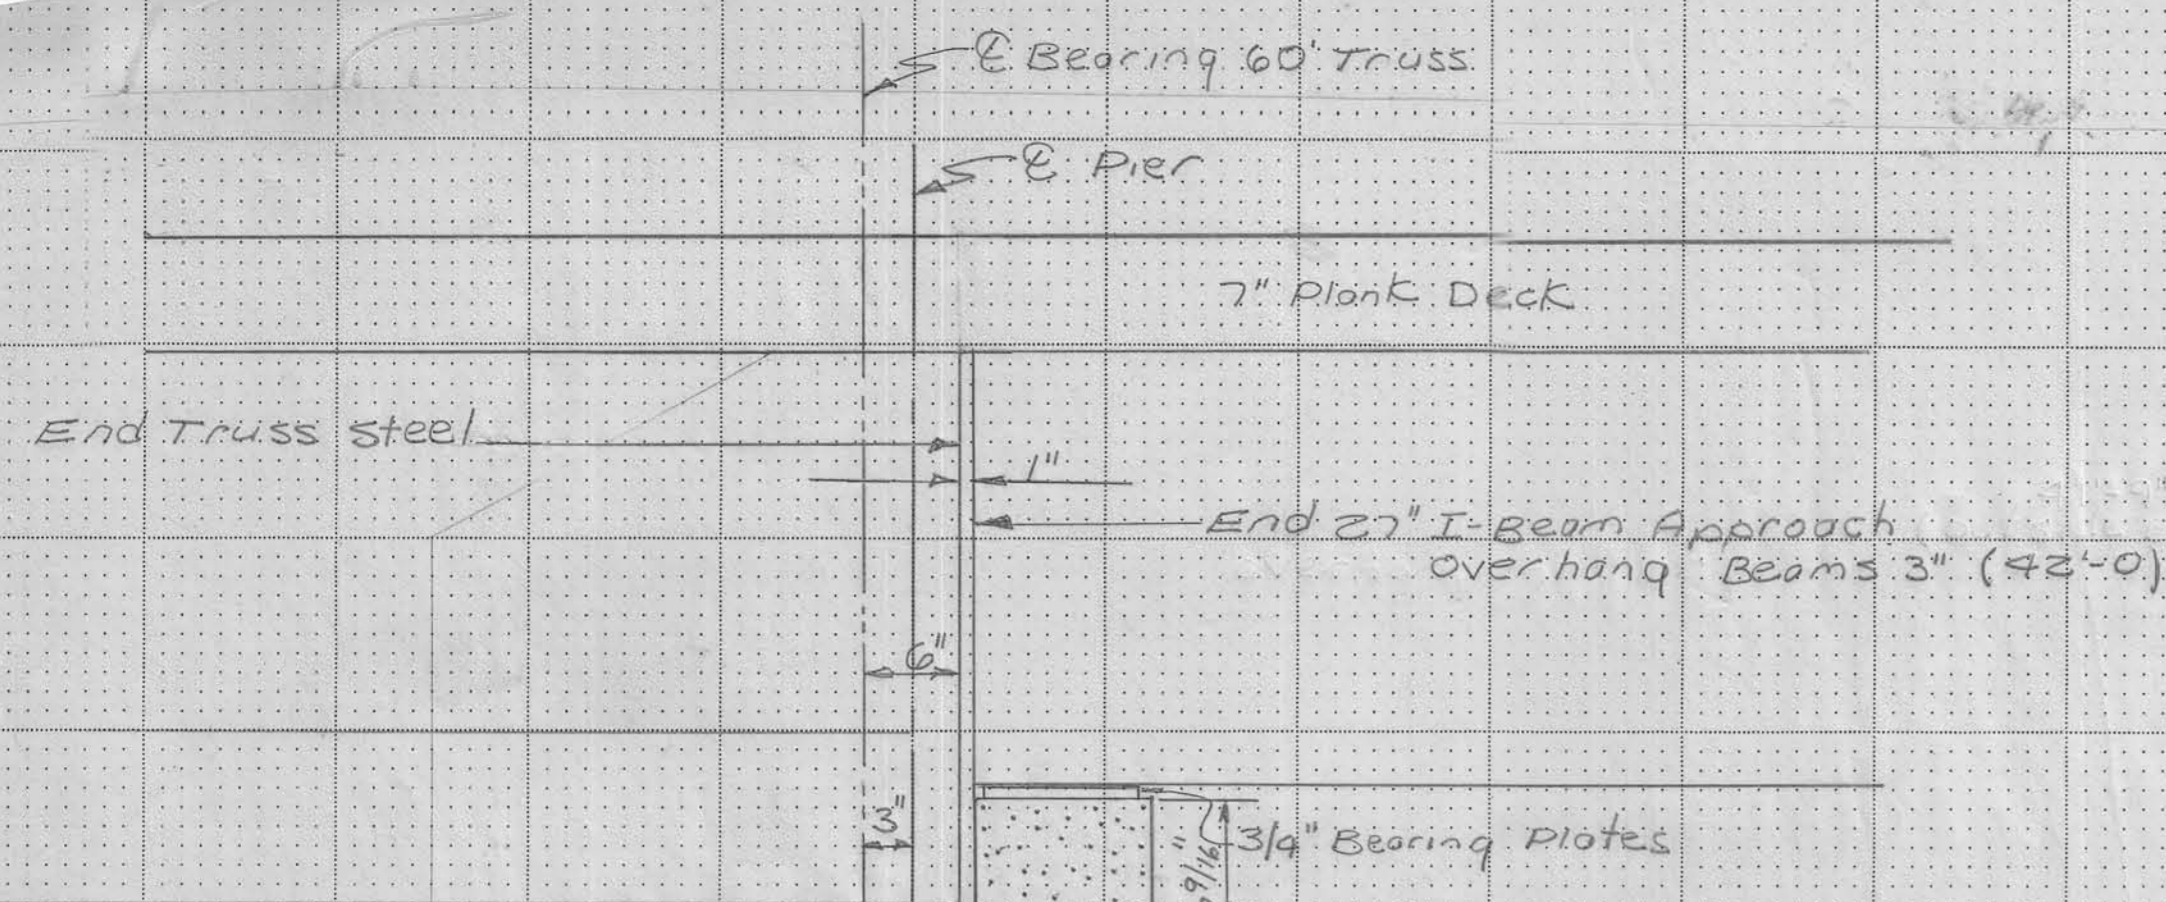 ℄ Bearing 60' Truss
℄ Pier
7" Plank Deck
End Truss steel
1"
End 27" I-Beam Approach
Overhang Beams 3" (42'-0)
6"
3"
9/16"
3/4" Bearing Plates